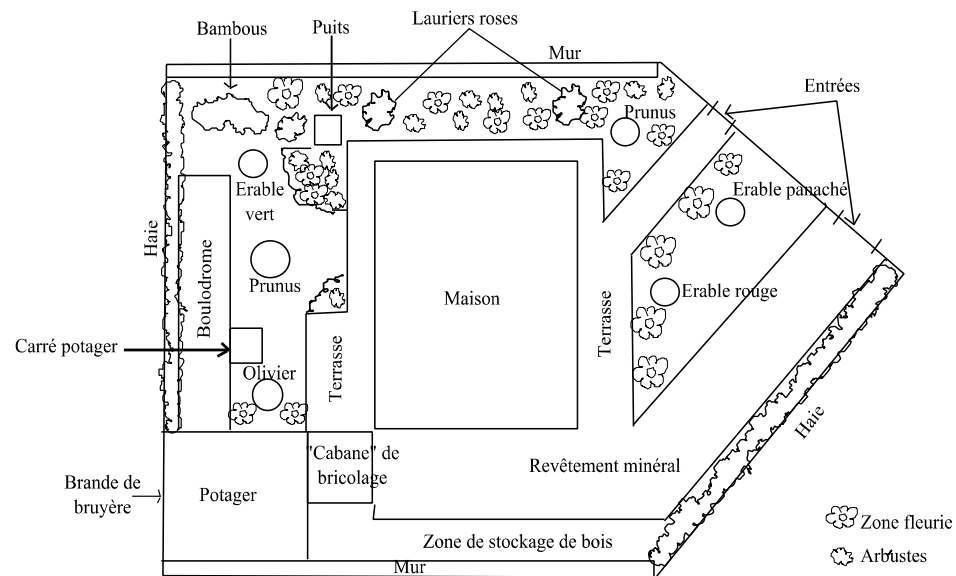 Lauriers roses
Bambous
Puits
Mur
Entrées
Prunus
Erable panaché
Erable
vert
Haie
Boulodrome
Prunus
Maison
Terrasse
Erable rouge
Carré potager
Terrasse
Olivier
Haie
"Cabane" de
bricolage
Revêtement minéral
Brande de
bruyère
Potager
Zone fleurie
Zone de stockage de bois
Arbustes
Mur